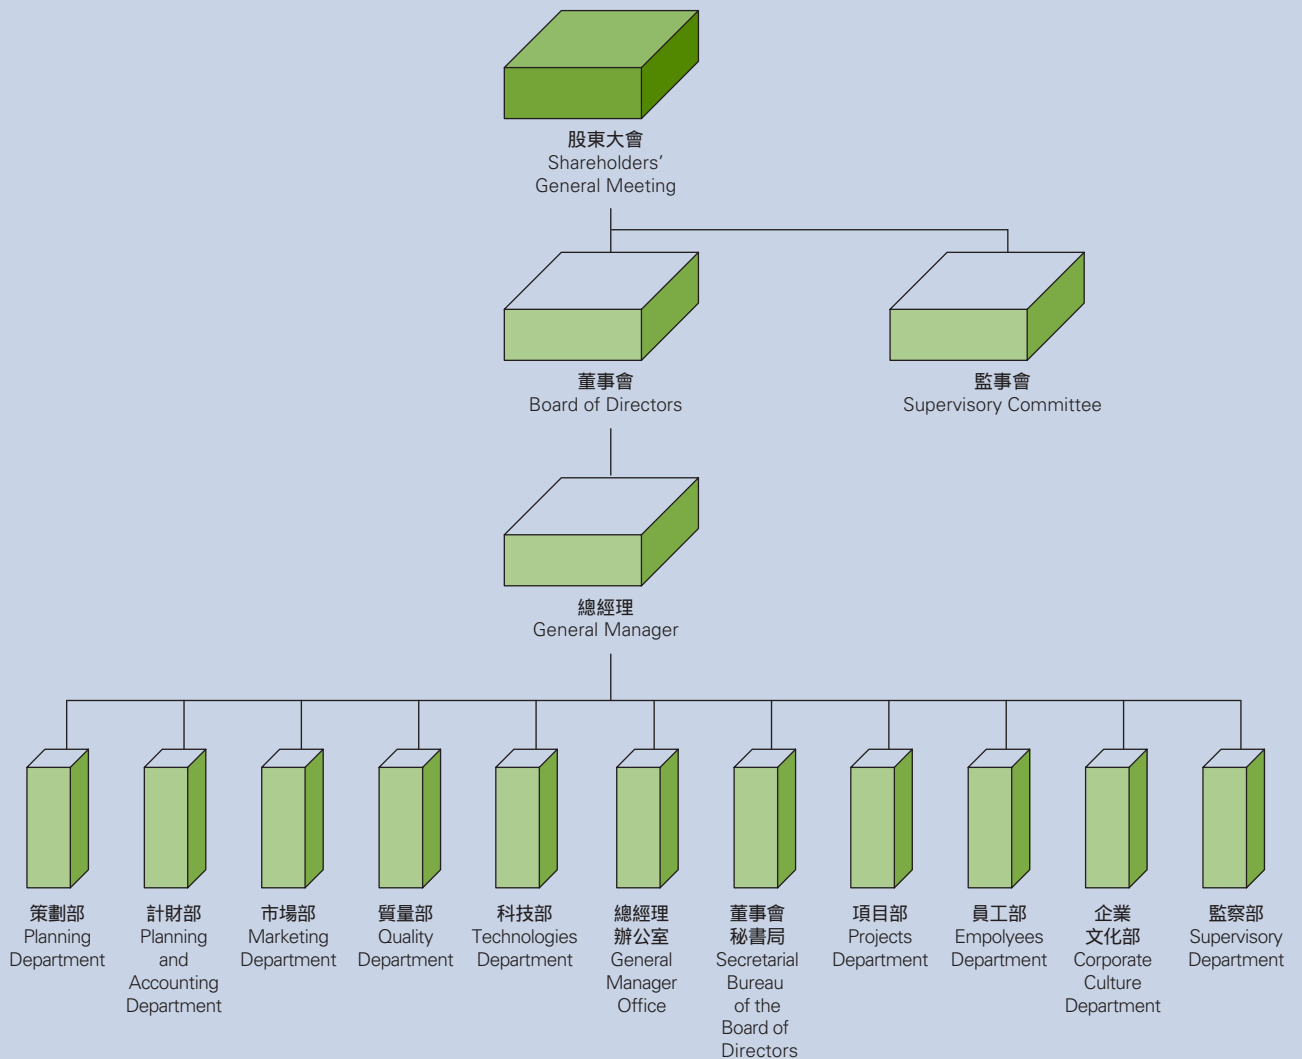 股東大會
Shareholders’
General Meeting
董事會
Board of Directors
監事會
Supervisory Committee
總經理
General Manager
策劃部
Planning
Department
計財部
Planning
and
Accounting
Department
市場部
Marketing
Department
質量部
Quality
Department
科技部
Technologies
Department
總經理
辦公室
General
Manager
Office
董事會
秘書局
Secretarial
Bureau
of the
Board of
Directors
項目部
Projects
Department
員工部
Empolyees
Department
企業
文化部
Corporate
Culture
Department
監察部
Supervisory
Department